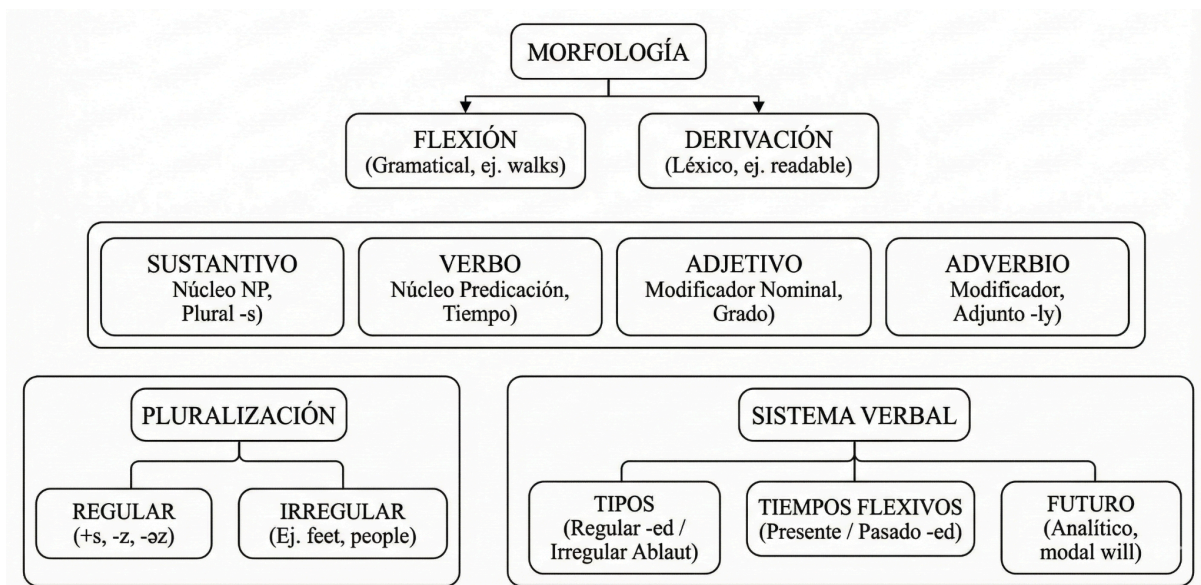 MORFOLOGÍA
FLEXIÓN
(Gramatical, ej. walks)
DERIVACIÓN
(Léxico, ej. readable)
SUSTANTIVO
Núcleo NP,
Plural -s)
VERBO
Núcleo Predicación,
Tiempo)
ADJETIVO
Modificador Nominal,
Grado)
ADVERBIO
Modificador,
Adjunto -ly)
PLURALIZACIÓN
REGULAR
(+s, -z, -əz)
IRREGULAR
(Ej. feet, people)
SISTEMA VERBAL
TIPOS
(Regular -ed /
Irregular Ablaut)
TIEMPOS FLEXIVOS
(Presente / Pasado -ed)
FUTURO
(Analítico,
modal will)